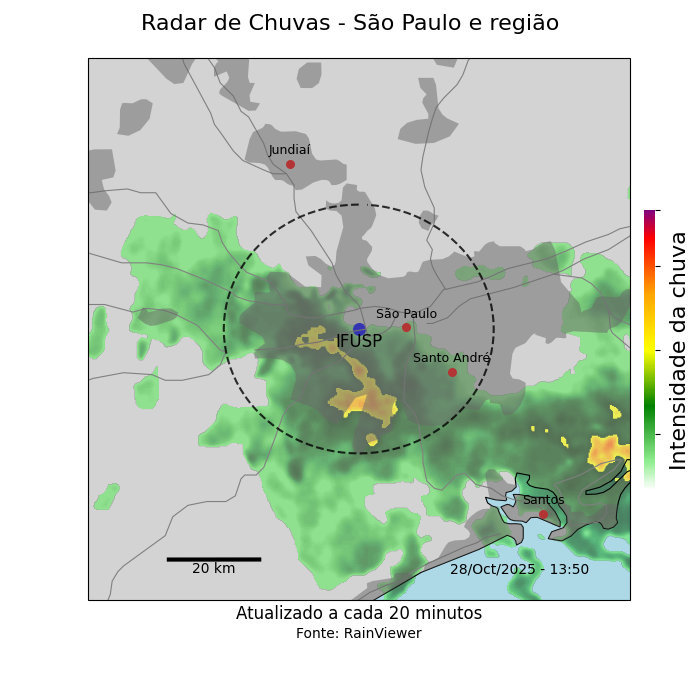 Radar de Chuvas - São Paulo e região
Jundiaí
São Paulo
IFUSP
Santo André
Santos
20 km
28/Oct/2025 - 13:50
Intensidade da chuva
Atualizado a cada 20 minutos
Fonte: RainViewer